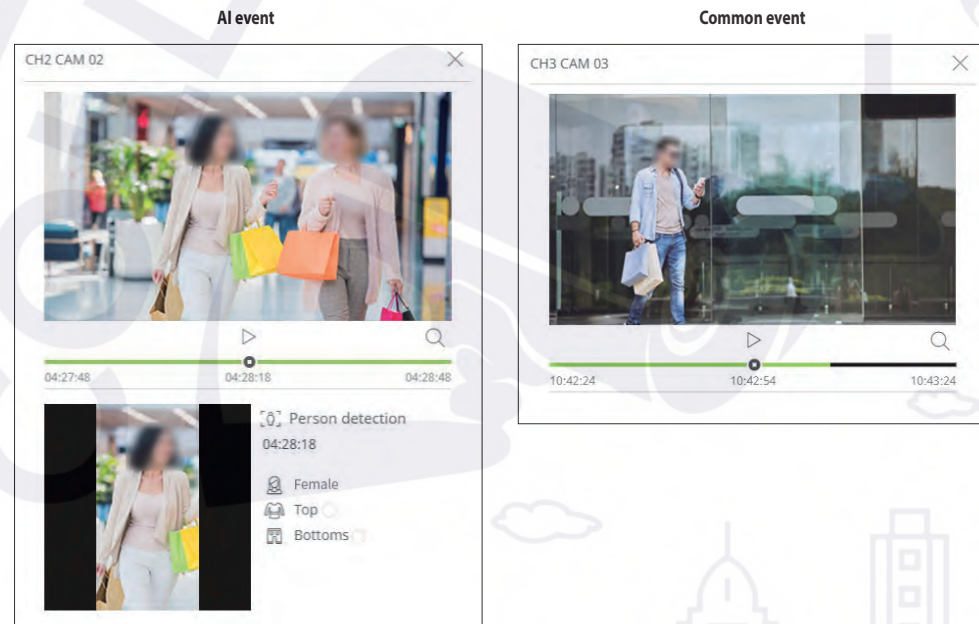 AI event
CH2 CAM 02
04:27:48 04:28:18 04:28:48
Person detection
04:28:18
Female
Top
Bottoms
Common event
CH3 CAM 03
10:42:24 10:42:54 10:43:24